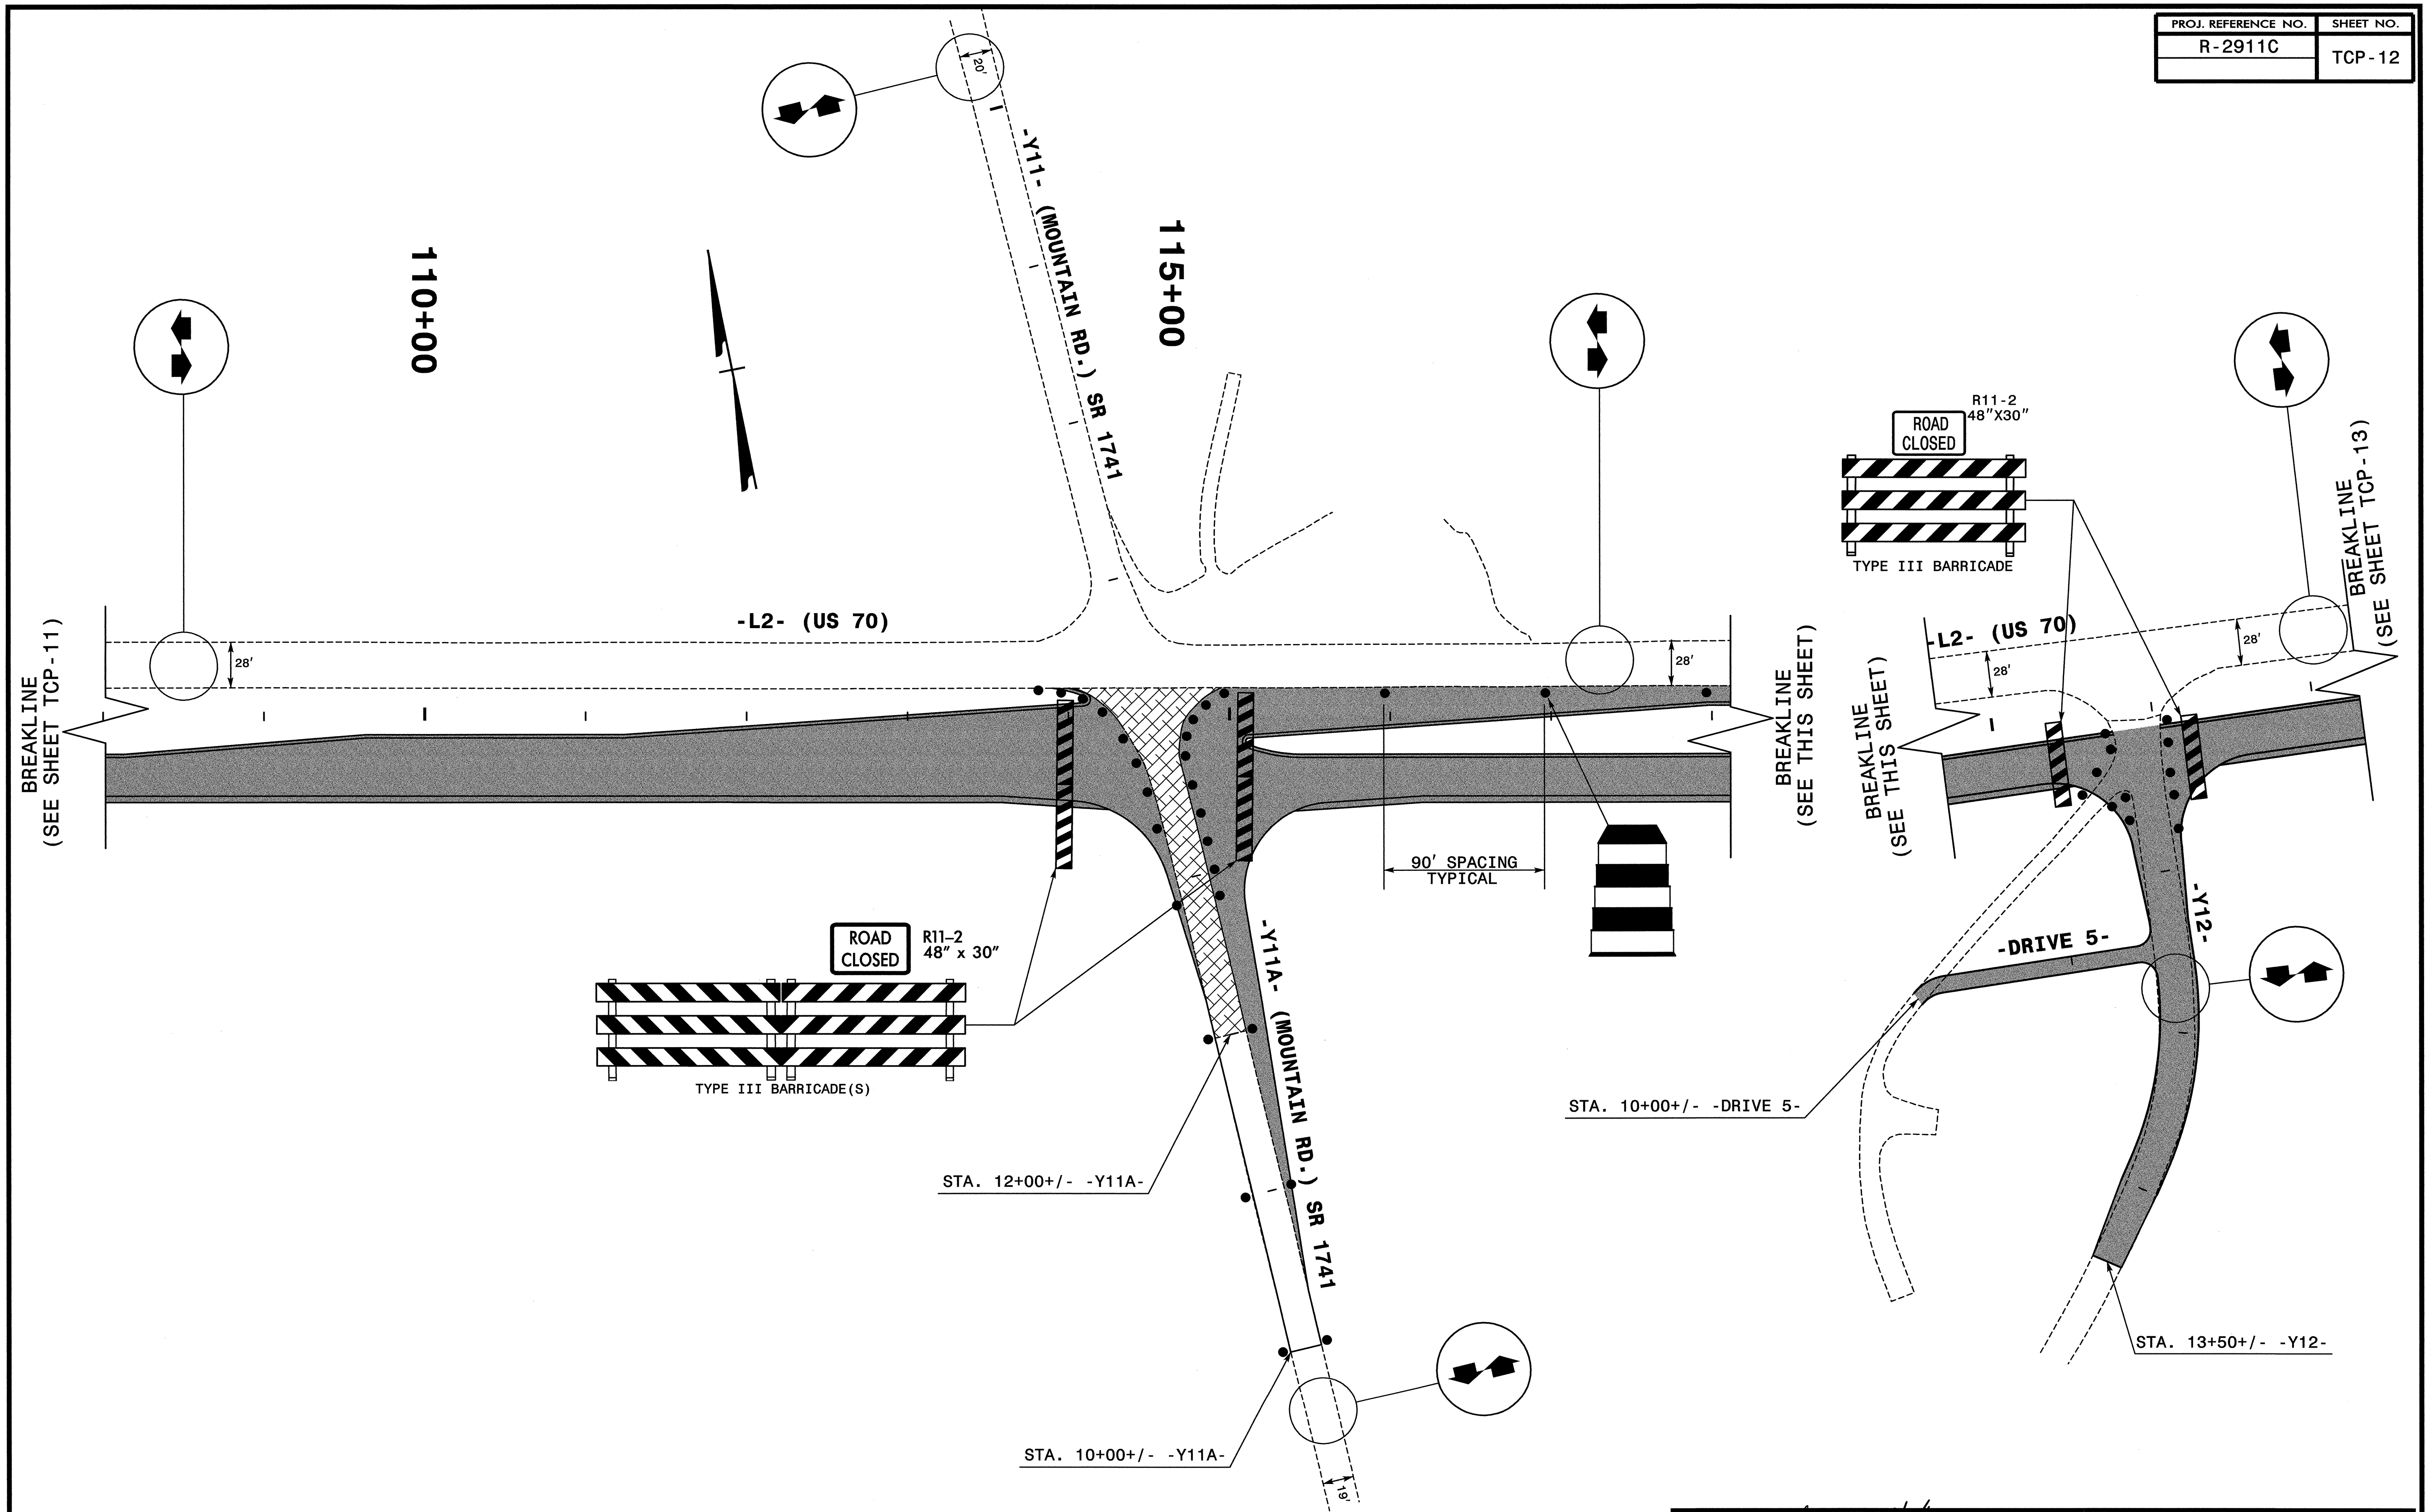 PROJ. REFERENCE NO.
SHEET NO.
R-2911C
TCP-12
20'
-Y11- (MOUNTAIN RD.) SR 1741
110+00
115+00
R11-2
48"X30"
ROAD
CLOSED
TYPE III BARRICADE
BREAKLINE
(SEE SHEET TCP-13)
-L2- (US 70)
28'
28'
BREAKLINE
(SEE SHEET TCP-11)
-L2- (US 70)
28'
28'
BREAKLINE
(SEE THIS SHEET)
BREAKLINE
(SEE THIS SHEET)
90' SPACING
TYPICAL
ROAD
CLOSED
R11-2
48" x 30"
TYPE III BARRICADE(S)
-Y11A- (MOUNTAIN RD.) SR 1741
-Y12-
-DRIVE 5-
STA. 10+00+/- -DRIVE 5-
STA. 12+00+/- -Y11A-
STA. 13+50+/- -Y12-
STA. 10+00+/- -Y11A-
19'